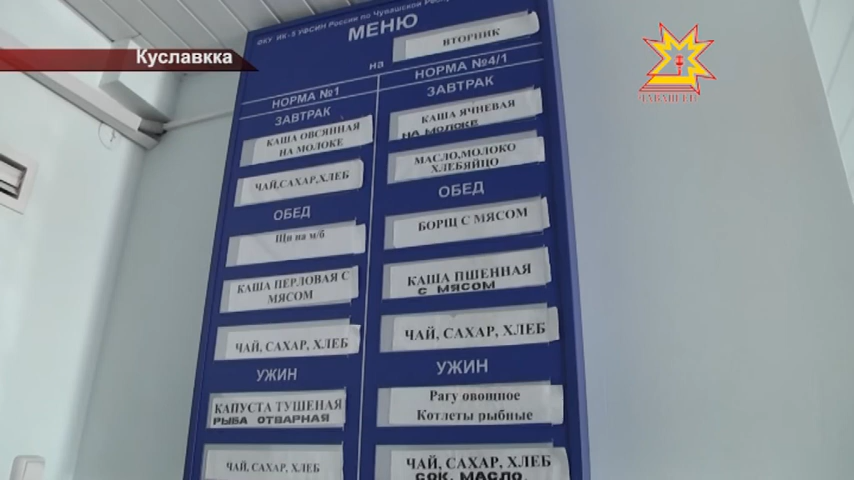 Куславкка
ФКУ ИК-5 УФСИН России по Чувашской
МЕНЮ
на ВТОРНИК
НОРМА №1
ЗАВТРАК
КАША ОВСЯННАЯ
НА МОЛОКЕ
ЧАЙ,САХАР,ХЛЕБ
ОБЕД
Щи на м/б
КАША ПЕРЛОВАЯ С
МЯСОМ
ЧАЙ, САХАР, ХЛЕБ
УЖИН
КАПУСТА ТУШЕНАЯ
РЫБА ОТВАРНАЯ
ЧАЙ, САХАР, ХЛЕБ
НОРМА №4/1
ЗАВТРАК
КАША ЯЧНЕВАЯ
НА МОЛОКЕ
МАСЛО,МОЛОКО
ХЛЕБЯЙЦО
ОБЕД
БОРЩ С МЯСОМ
КАША ПШЕННАЯ
С МЯСОМ
ЧАЙ, САХАР, ХЛЕБ
УЖИН
Рагу овощное
Котлеты рыбные
ЧАЙ, САХАР, ХЛЕБ
СОК, МАСЛО,